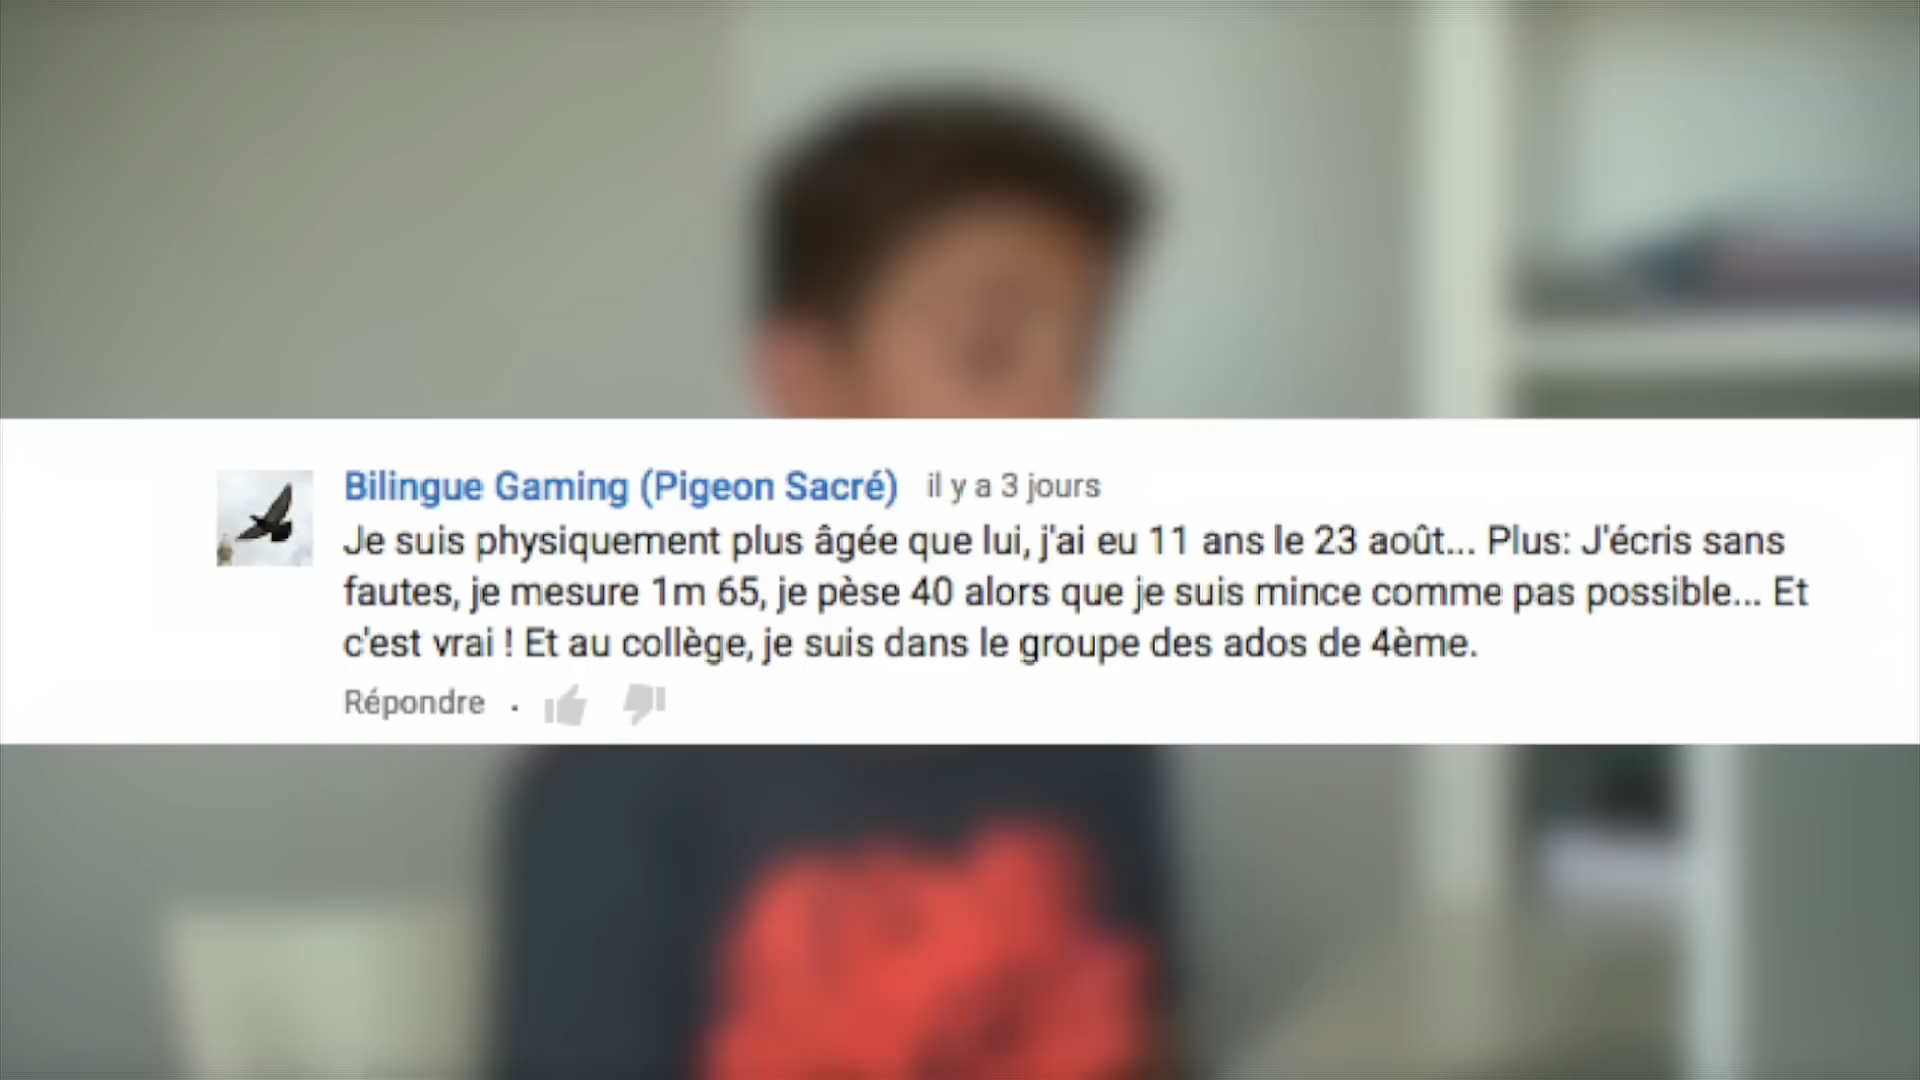 Bilingue Gaming (Pigeon Sacré) il y a 3 jours
Je suis physiquement plus âgée que lui, j'ai eu 11 ans le 23 août... Plus: J'écris sans
fautes, je mesure 1m 65, je pèse 40 alors que je suis mince comme pas possible... Et
c'est vrai ! Et au collège, je suis dans le groupe des ados de 4ème.
Répondre .